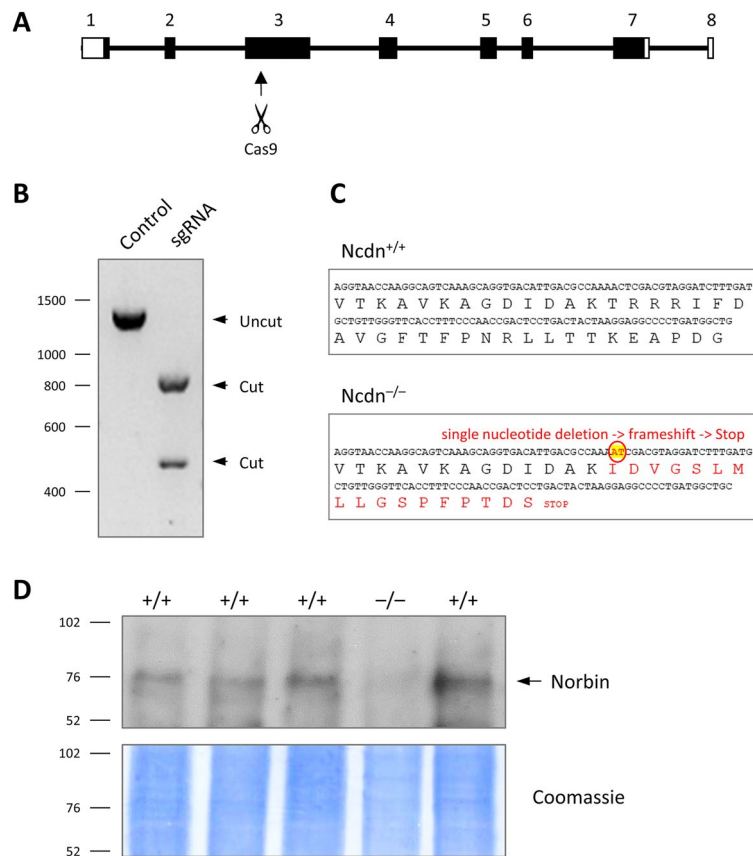 A
1 2 3 4 5 6 7 8
Cas9
B
Control sgRNA
1500
1000
800
600
400
Uncut
Cut
Cut
C
Ncdn+/+
AGGTAACCAAGGCAGTCAAAGCAGGTGACATTGACGCCAAAACTCGACGTAGGATCTTTGAT
V T K A V K A G D I D A K T R R R I F D
GCTGTTGGGTTCACCTTTCCCAACCGACTCCTGACTACTAAGGAGGCCCCTGATGGCTG
A V G F T F P N R L L T T K E A P D G
Ncdn–/–
single nucleotide deletion -> frameshift -> Stop
AGGTAACCAAGGCAGTCAAAGCAGGTGACATTGACGCCAAAATCGACGTAGGATCTTTGATG
V T K A V K A G D I D A K I D V G S L M
CTGTTGGGTTCACCTTTCCCAACCGACTCCTGACTACTAAGGAGGCCCCTGATGGCTGC
L L G S P F P T D S STOP
D
+/+ +/+ +/+ –/– +/+
102
76
52
Norbin
102
76
52
Coomassie